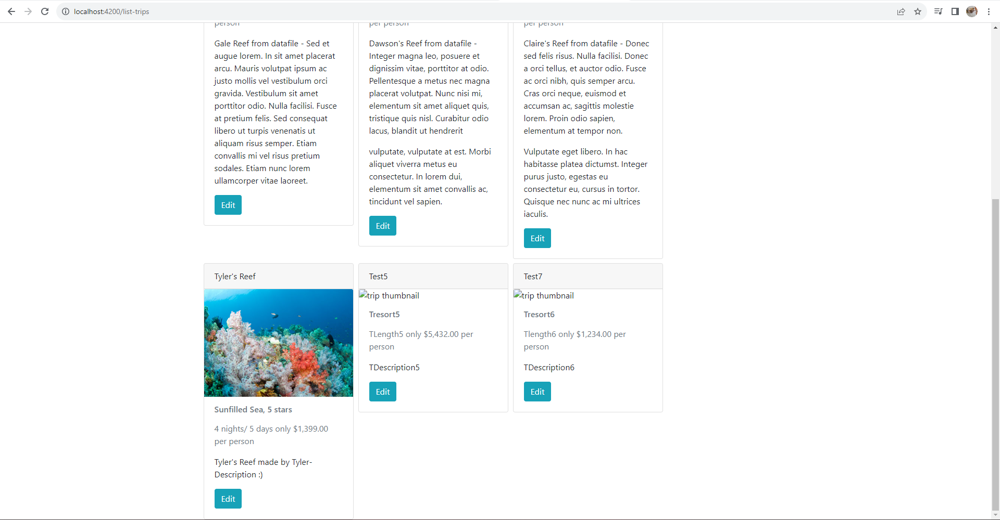 localhost:4200/list-trips
person
per person
per person
Gale Reef from datafile - Sed et
augue lorem. In sit amet placerat
arcu. Mauris volutpat ipsum ac
justo mollis vel vestibulum orci
gravida. Vestibulum sit amet
porttitor odio. Nulla facilisi. Fusce
at pretium felis. Sed consequat
libero ut turpis venenatis ut
aliquam risus semper. Etiam
convallis mi vel risus pretium
sodales. Etiam nunc lorem
ullamcorper vitae laoreet.
Edit
Dawson's Reef from datafile -
Integer magna leo, posuere et
dignissim vitae, porttitor at odio.
Pellentesque a metus nec magna
placerat volutpat. Nunc nisi mi,
elementum sit amet aliquet quis,
tristique quis nisl. Curabitur odio
lacus, blandit ut hendrerit
vulputate, vulputate at est. Morbi
aliquet viverra metus eu
consectetur. In lorem dui,
elementum sit amet convallis ac,
tincidunt vel sapien.
Edit
Claire's Reef from datafile - Donec
sed felis risus. Nulla facilisi. Donec
a orci tellus, et auctor odio. Fusce
ac orci nibh, quis semper arcu.
Cras orci neque, euismod et
accumsan ac, sagittis molestie
lorem. Proin odio sapien,
elementum at tempor non.
Vulputate eget libero. In hac
habitasse platea dictumst. Integer
purus justo, egestas eu
consectetur eu, cursus in tortor.
Quisque nec nunc ac mi ultrices
iaculis.
Edit
Tyler's Reef
Sunfilled Sea, 5 stars
4 nights/ 5 days only $1,399.00
per person
Tyler's Reef made by Tyler-
Description :)
Edit
Test5
trip thumbnail
Tresort5
TLength5 only $5,432.00 per
person
TDescription5
Edit
Test7
trip thumbnail
Tresort6
Tlength6 only $1,234.00 per
person
TDescription6
Edit